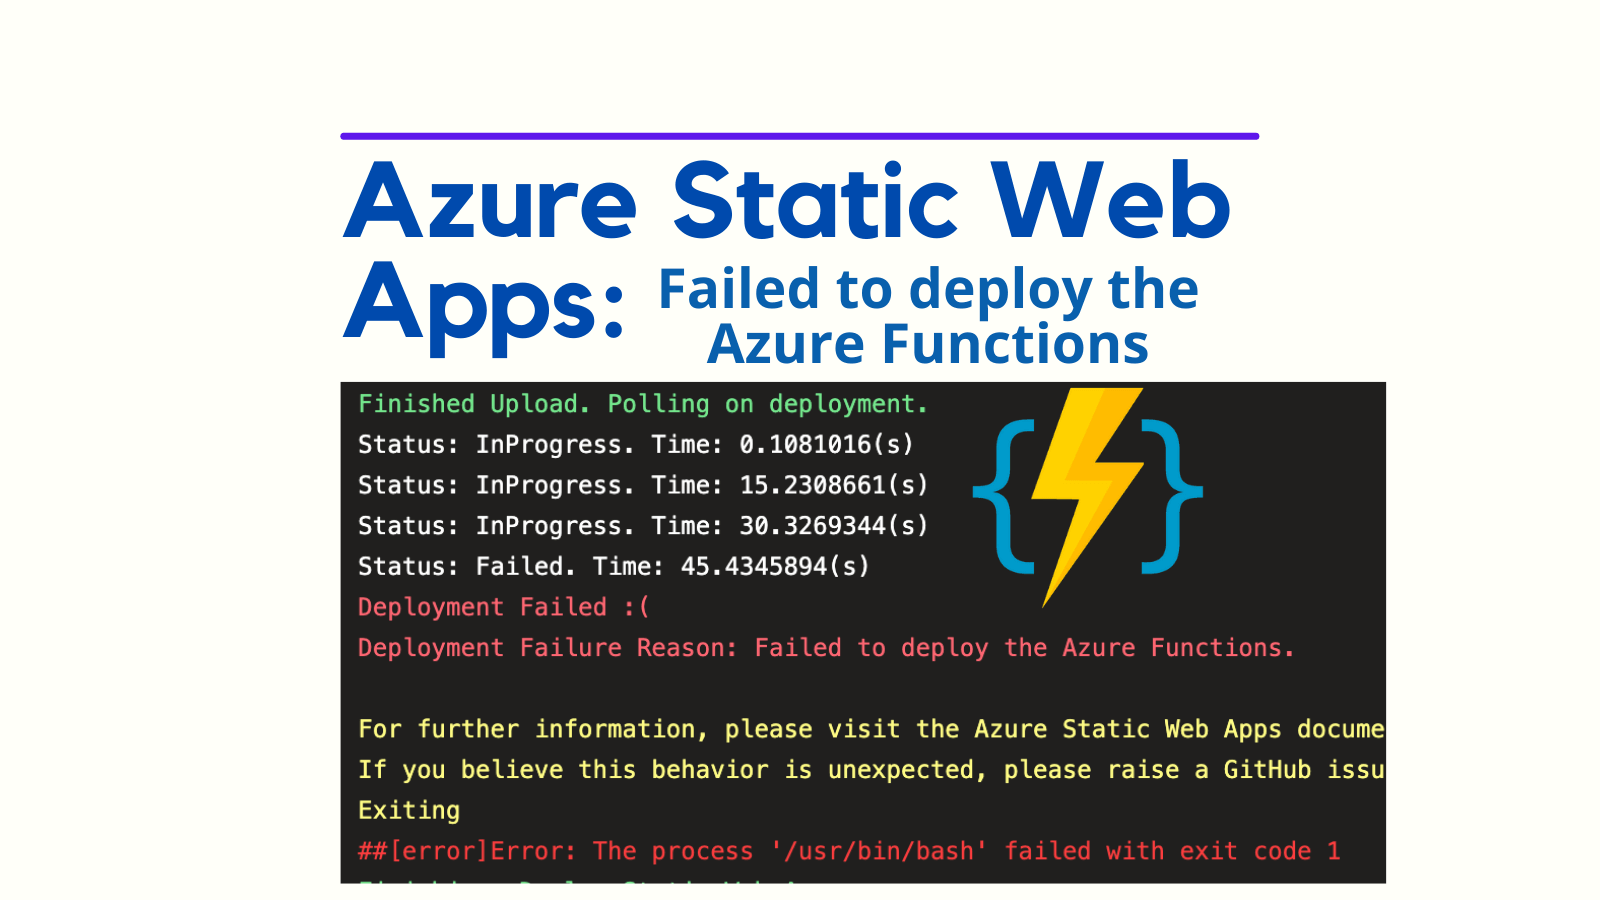 Azure Static Web
Apps:
Failed to deploy the
Azure Functions
Finished Upload. Polling on deployment.
Status: InProgress. Time: 0.1081016(s)
Status: InProgress. Time: 15.2308661(s)
Status: InProgress. Time: 30.3269344(s)
Status: Failed. Time: 45.4345894(s)
Deployment Failed :(
Deployment Failure Reason: Failed to deploy the Azure Functions.
For further information, please visit the Azure Static Web Apps docume
If you believe this behavior is unexpected, please raise a GitHub issu
Exiting
##[error]Error: The process '/usr/bin/bash' failed with exit code 1